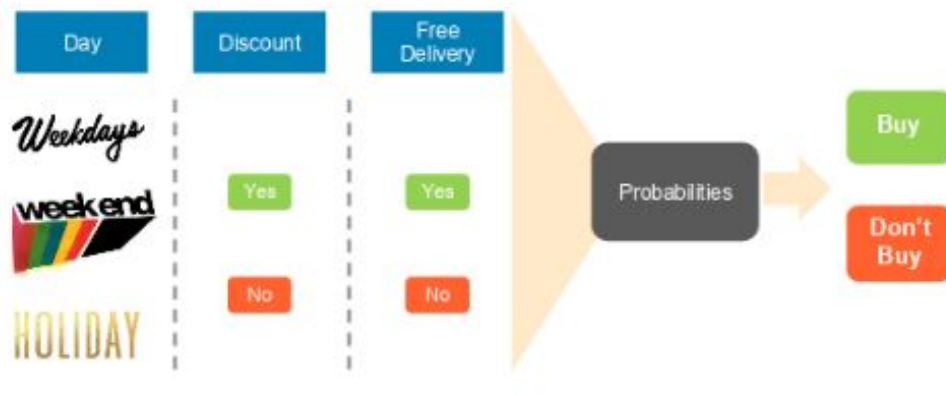 Day
Discount
Free
Delivery
Weekdays
weekend
HOLIDAY
Yes
No
Yes
No
Probabilities
Buy
Don't
Buy